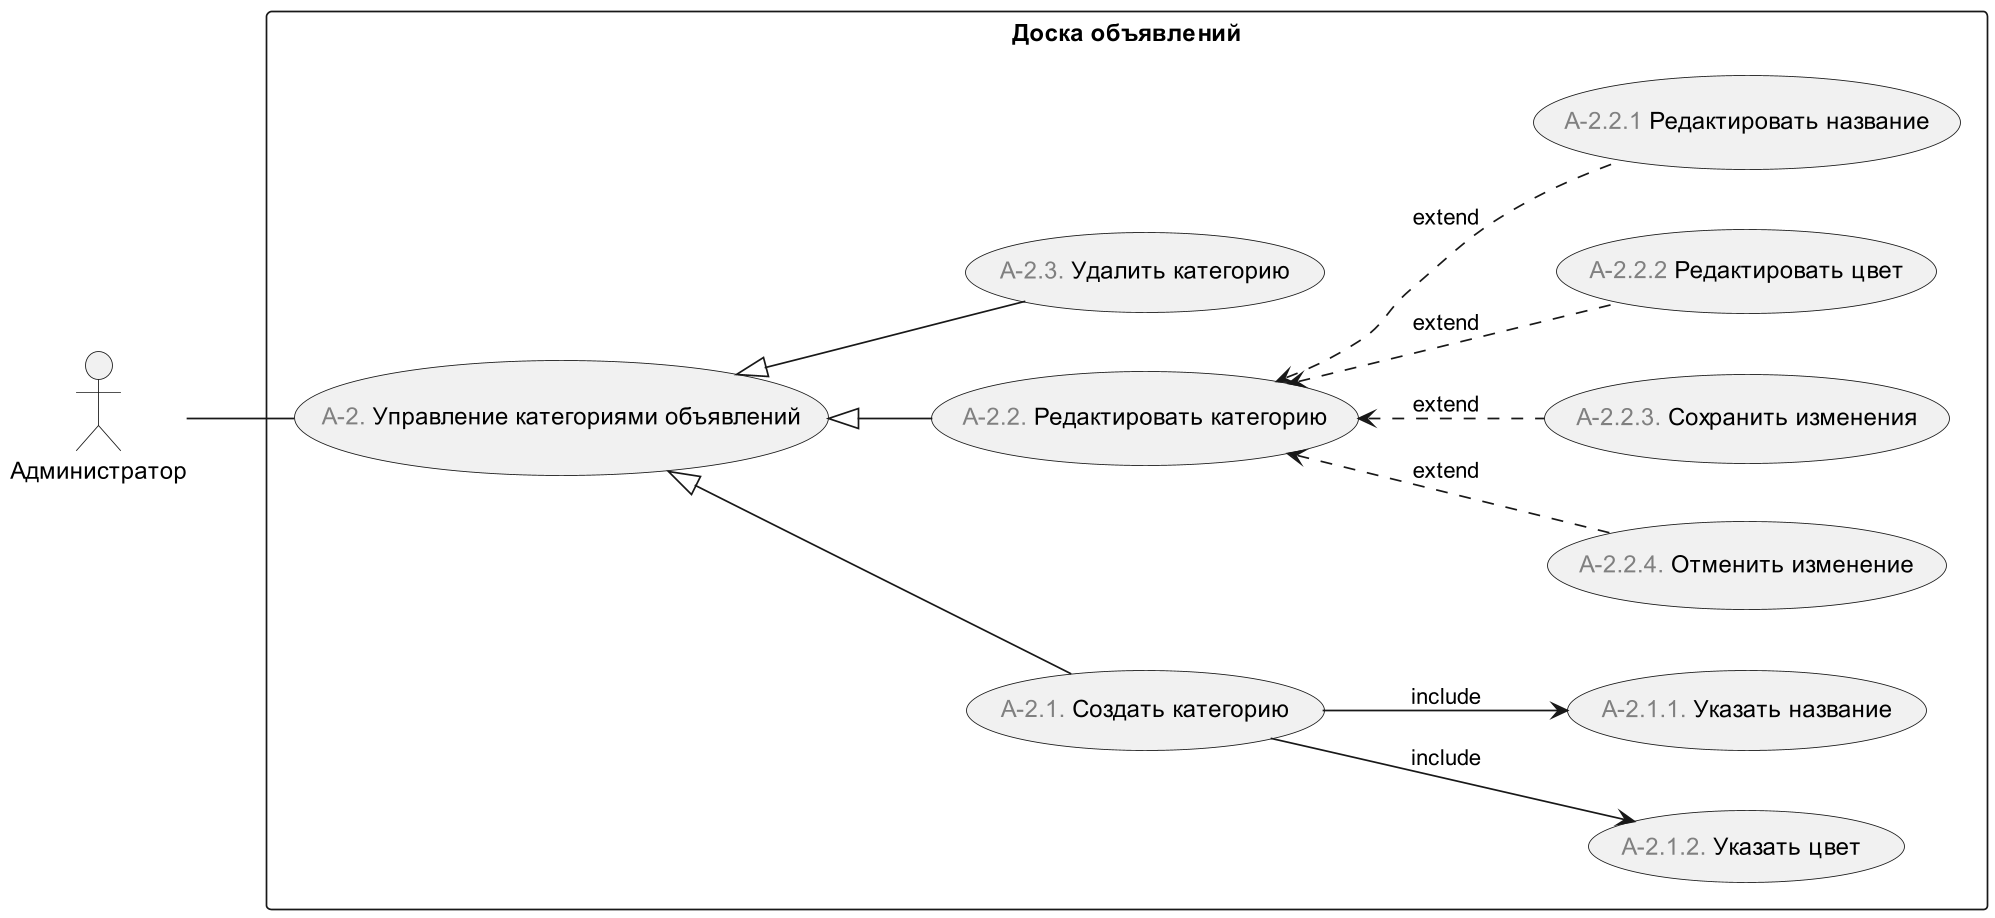 Доска объявлений
A-2.2.1 Редактировать название
extend
A-2.3. Удалить категорию
A-2.2.2 Редактировать цвет
extend
Администратор
A-2. Управление категориями объявлений
A-2.2. Редактировать категорию
extend
A-2.2.3. Сохранить изменения
extend
A-2.2.4. Отменить изменение
A-2.1. Создать категорию
include
A-2.1.1. Указать название
include
A-2.1.2. Указать цвет